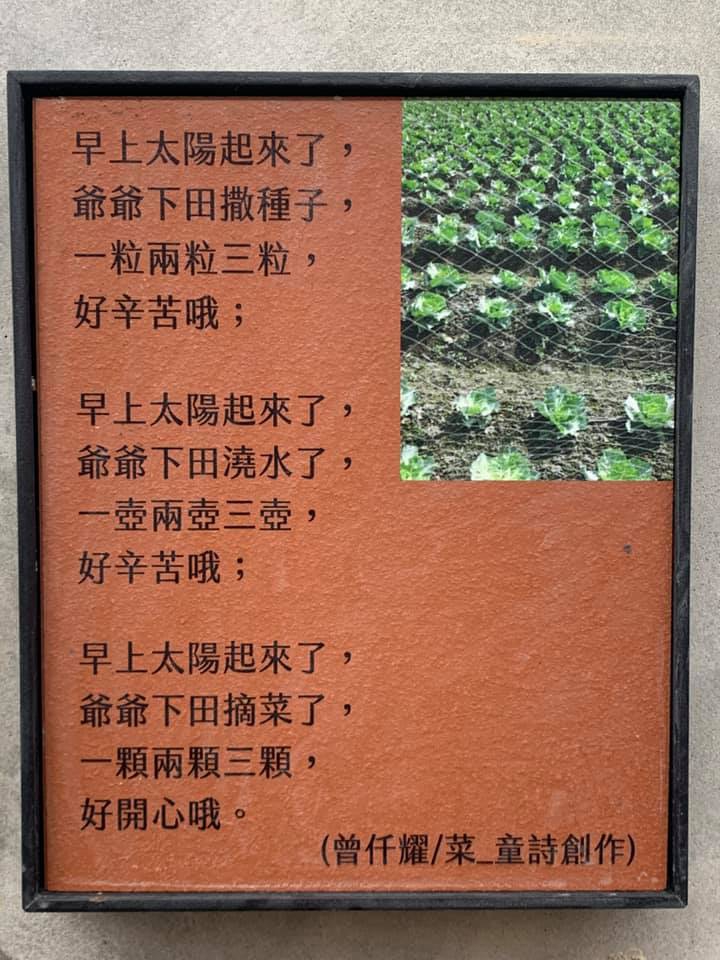 早上太陽起來了，
爺爺下田撒種子，
一粒兩粒三粒，
好辛苦哦；
早上太陽起來了，
爺爺下田澆水了，
一壺兩壺三壺，
好辛苦哦；
早上太陽起來了，
爺爺下田摘菜了，
一顆兩顆三顆，
好開心哦。
(曾仟耀/菜_童詩創作)